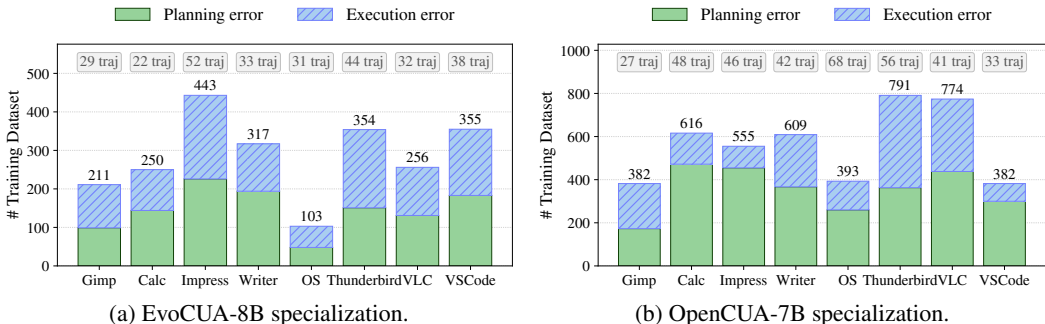 Planning error Execution error
# Training Dataset
500
400
300
200
100
0
29 traj 22 traj 52 traj 33 traj 31 traj 44 traj 32 traj 38 traj
211 250 443 317 103 354 256 355
Gimp Calc Impress Writer OS Thunderbird VLC VSCode
(a) EvoCUA-8B specialization.
Planning error Execution error
# Training Dataset
1000
800
600
400
200
0
27 traj 48 traj 46 traj 42 traj 68 traj 56 traj 41 traj 33 traj
382 616 555 609 393 791 774 382
Gimp Calc Impress Writer OS Thunderbird VLC VSCode
(b) OpenCUA-7B specialization.